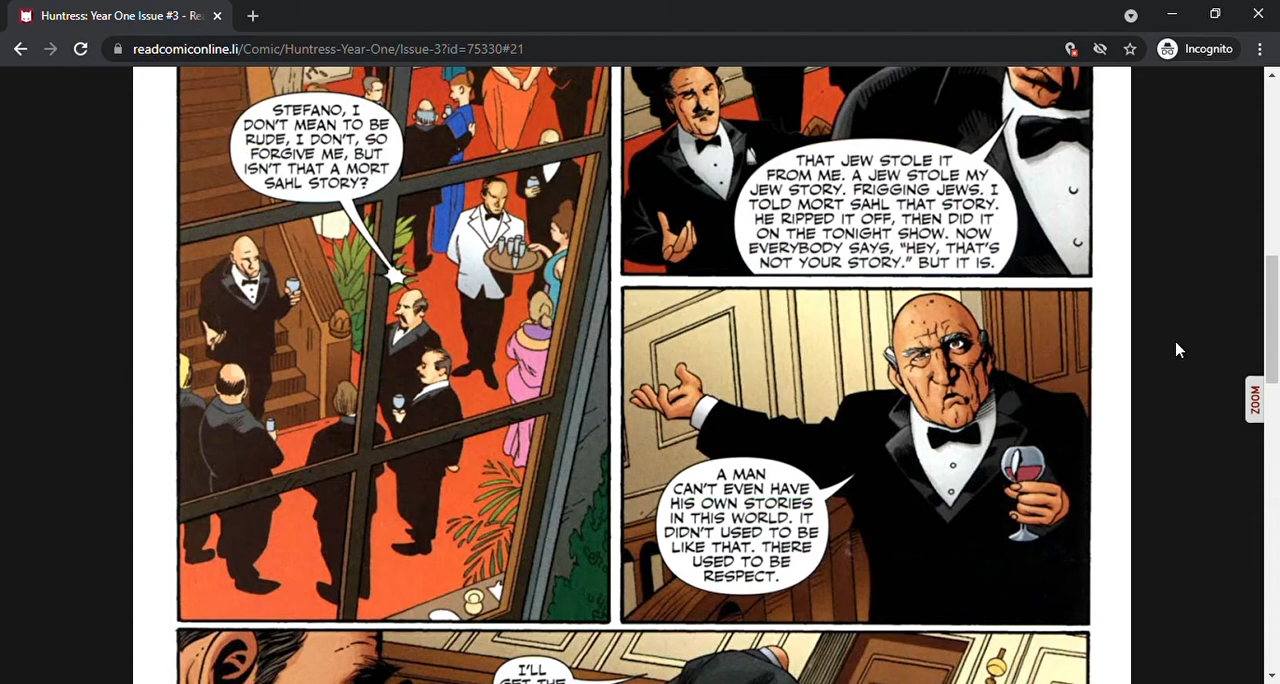 Huntress: Year One Issue #3 - Re
readcomiconline.li/Comic/Huntress-Year-One/Issue-3?id=75330#21
Incognito
STEFANO, I
DON'T MEAN TO BE
RUDE, I DON'T, SO
FORGIVE ME, BUT
ISN'T THAT A MORT
SAHL STORY?
THAT JEW STOLE IT
FROM ME. A JEW STOLE MY
JEW STORY. FRIGGING JEWS. I
TOLD MORT SAHL THAT STORY.
HE RIPPED IT OFF, THEN DID IT
ON THE TONIGHT SHOW. NOW
EVERYBODY SAYS, "HEY, THAT'S
NOT YOUR STORY." BUT IT IS.
A MAN
CAN'T EVEN HAVE
HIS OWN STORIES
IN THIS WORLD. IT
DIDN'T USED TO BE
LIKE THAT. THERE
USED TO BE
RESPECT.
ZOOM
I'LL
GET THE